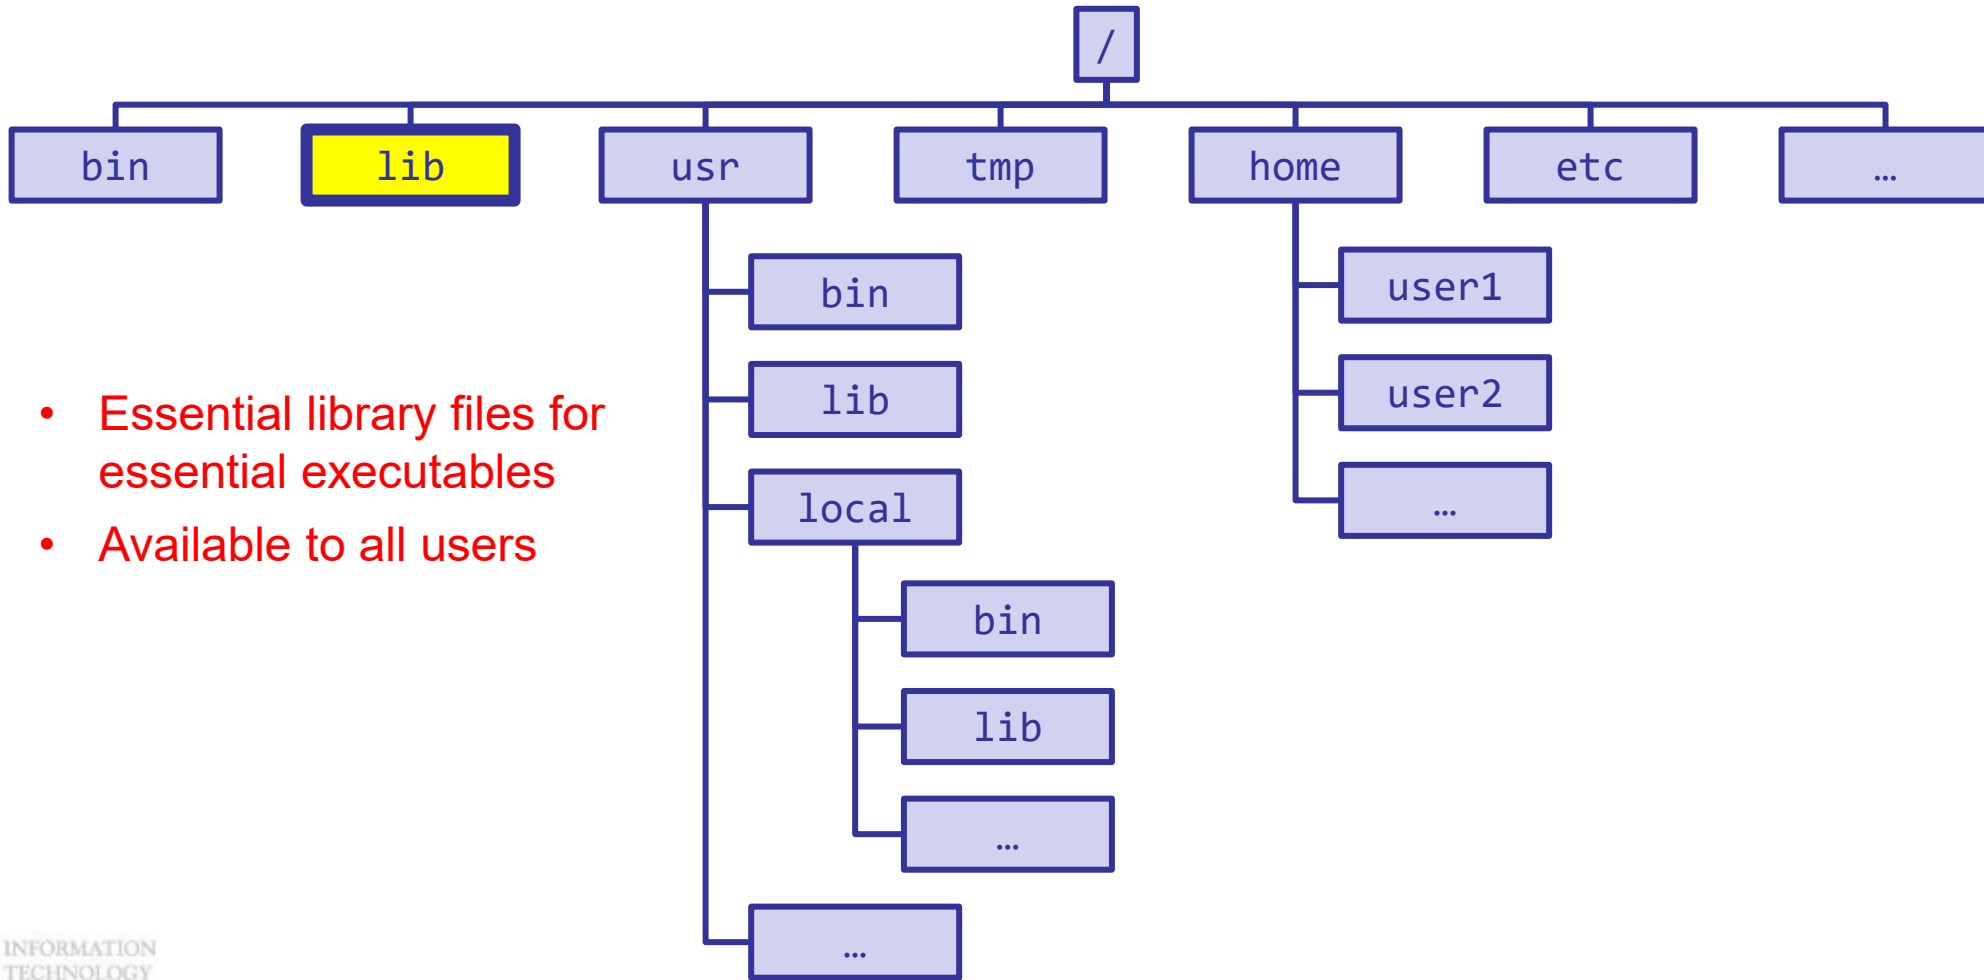 /
bin
lib
usr
tmp
home
etc
…
bin
lib
local
bin
lib
…
…
user1
user2
…
• Essential library files for
essential executables
• Available to all users
INFORMATION
TECHNOLOGY